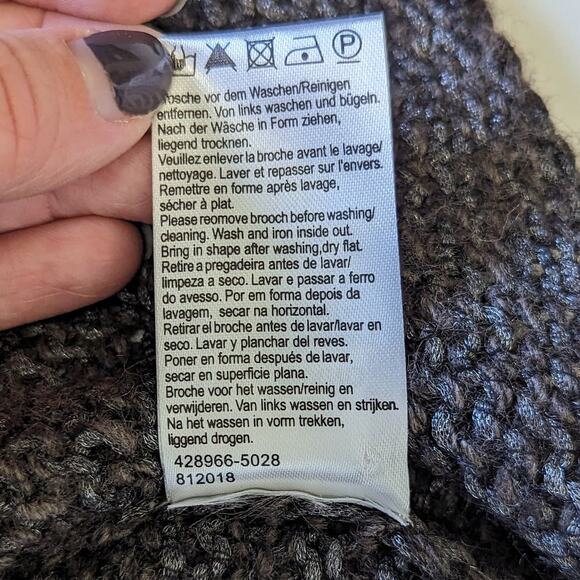 P
Brosche vor dem Waschen/Reinigen
entfernen. Von links waschen und bügeln.
Nach der Wäsche in Form ziehen,
liegend trocknen.
Veuillez enlever la broche avant le lavage/
nettoyage. Laver et repasser sur l'envers.
Remettre en forme après lavage,
sécher à plat.
Please reomove brooch before washing/
cleaning. Wash and iron inside out.
Bring in shape after washing,dry flat.
Retire a pregadeira antes de lavar/
limpeza a seco. Lavar e passar a ferro
do avesso. Por em forma depois da
lavagem, secar na horizontal.
Retirar el broche antes de lavar/lavar en
seco. Lavar y planchar del reves.
Poner en forma después de lavar,
secar en superficie plana.
Broche voor het wassen/reinig en
verwijderen. Van links wassen en strijken.
Na het wassen in vorm trekken,
liggend drogen.
428966-5028
812018